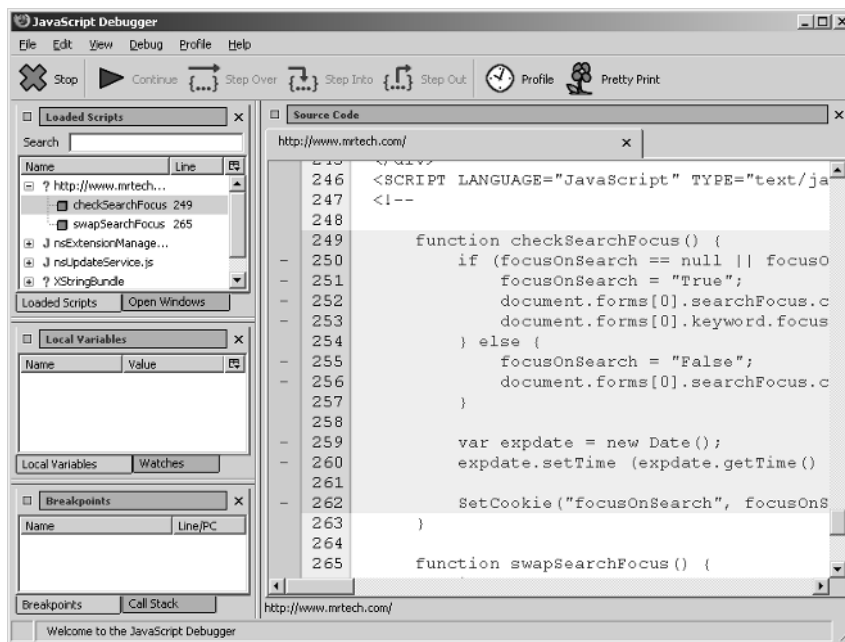 JavaScript Debugger
File Edit View Debug Profile Help
Stop Continue {...} Step Over {...} Step Into {...} Step Out Profile Pretty Print
Loaded Scripts
Search
Name Line
? http://www.mrtech...
checkSearchFocus 249
swapSearchFocus 265
J nsExtensionManage...
J nsUpdateService.js
? XStringBundle
Loaded Scripts Open Windows
Local Variables
Name Value
Local Variables Watches
Breakpoints
Name Line/PC
Breakpoints Call Stack
Source Code
http://www.mrtech.com/
245 </div>
246 <SCRIPT LANGUAGE="JavaScript" TYPE="text/ja
247 <!--
248
249 function checkSearchFocus() {
250 if (focusOnSearch == null || focusO
251 focusOnSearch = "True";
252 document.forms[0].searchFocus.c
253 document.forms[0].keyword.focus
254 } else {
255 focusOnSearch = "False";
256 document.forms[0].searchFocus.c
257 }
258
259 var expdate = new Date();
260 expdate.setTime (expdate.getTime()
261
262 SetCookie("focusOnSearch", focusOnS
263 }
264
265 function swapSearchFocus() {
http://www.mrtech.com/
Welcome to the JavaScript Debugger